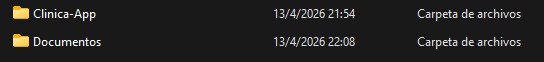 Clinica-App 13/4/2026 21:54 Carpeta de archivos
Documentos 13/4/2026 22:08 Carpeta de archivos